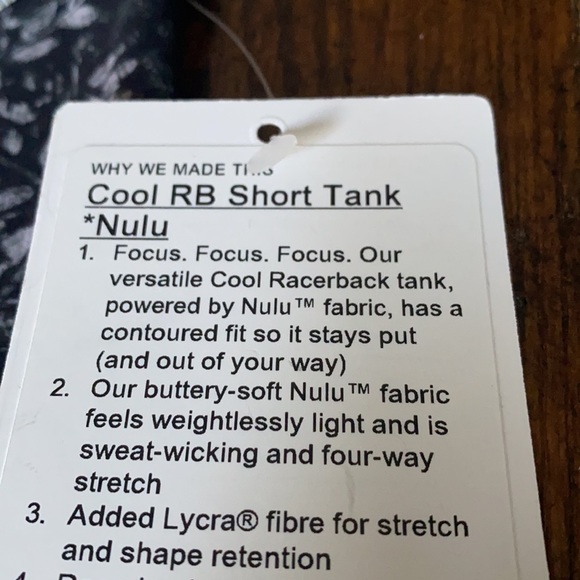 WHY WE MADE
Cool RB Short Tank
*Nulu
1. Focus. Focus. Focus. Our
versatile Cool Racerback tank,
powered by Nulu™ fabric, has a
contoured fit so it stays put
(and out of your way)
2. Our buttery-soft Nulu™ fabric
feels weightlessly light and is
sweat-wicking and four-way
stretch
3. Added Lycra® fibre for stretch
and shape retention